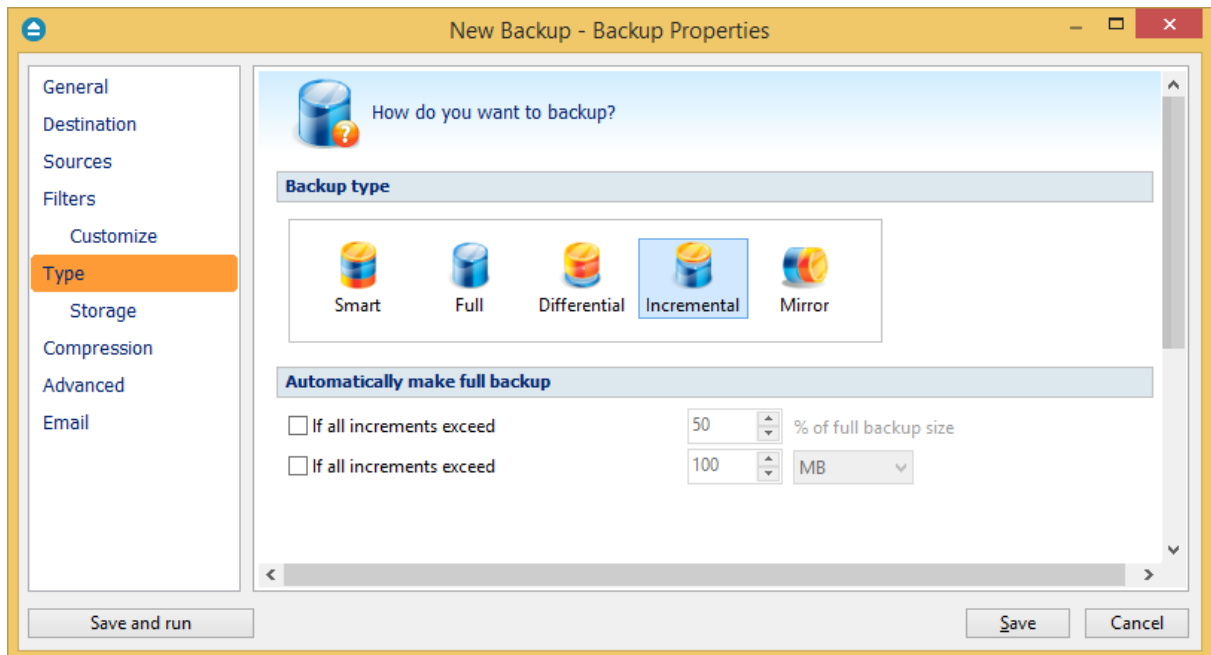 New Backup - Backup Properties
General
Destination
Sources
Filters
Customize
Type
Storage
Compression
Advanced
Email
How do you want to backup?
Backup type
Smart Full Differential Incremental Mirror
Automatically make full backup
If all increments exceed 50 % of full backup size
If all increments exceed 100 MB
Save and run Save Cancel